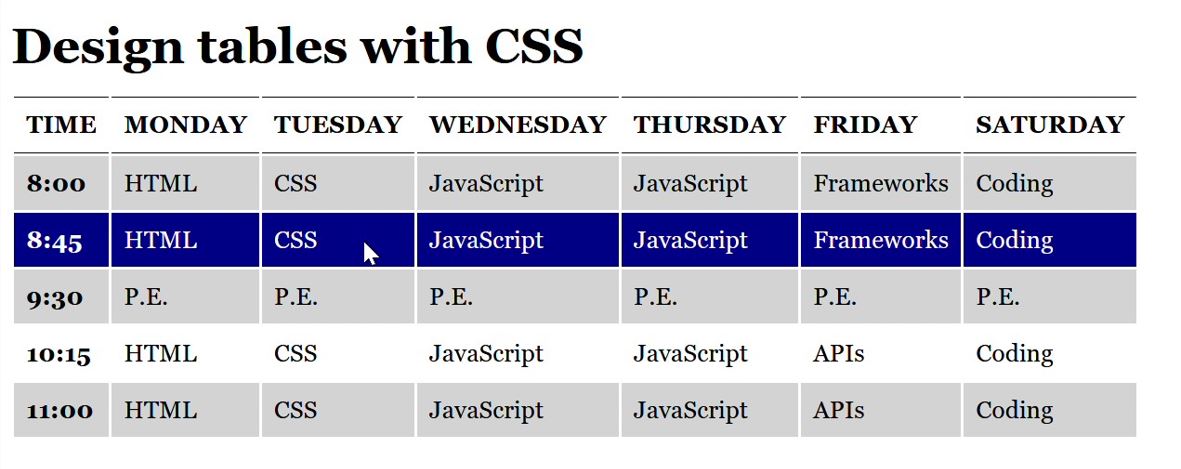 Design tables with CSS
TIME MONDAY TUESDAY WEDNESDAY THURSDAY FRIDAY SATURDAY
8:00 HTML CSS JavaScript JavaScript Frameworks Coding
8:45 HTML CSS JavaScript JavaScript Frameworks Coding
9:30 P.E. P.E. P.E. P.E. P.E. P.E.
10:15 HTML CSS JavaScript JavaScript APIs Coding
11:00 HTML CSS JavaScript JavaScript APIs Coding